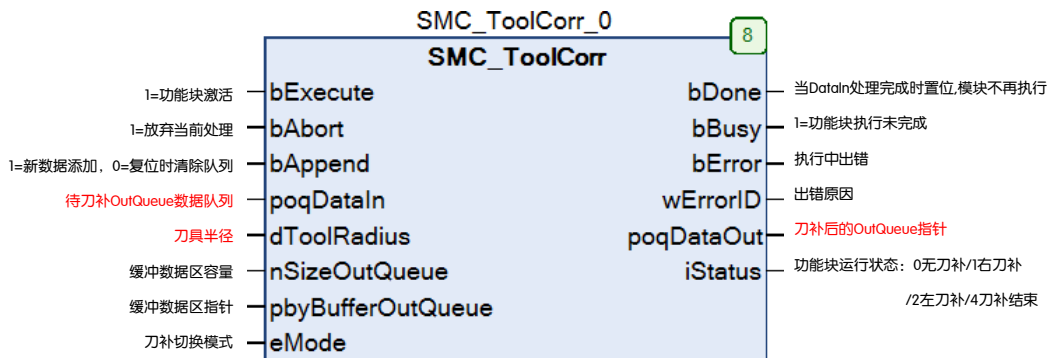 SMC_ToolCorr_0
8
SMC_ToolCorr
1=功能块激活 bExecute bDone 当DataIn处理完成时置位,模块不再执行
1=放弃当前处理 bAbort bBusy 1=功能块执行未完成
1=新数据添加，0=复位时清除队列 bAppend bError 执行中出错
待刀补OutQueue数据队列 poqDataIn wErrorID 出错原因
刀具半径 dToolRadius poqDataOut 刀补后的OutQueue指针
缓冲数据区容量 nSizeOutQueue iStatus 功能块运行状态：0无刀补/1右刀补
/2左刀补/4刀补结束
缓冲数据区指针 pbyBufferOutQueue
刀补切换模式 eMode